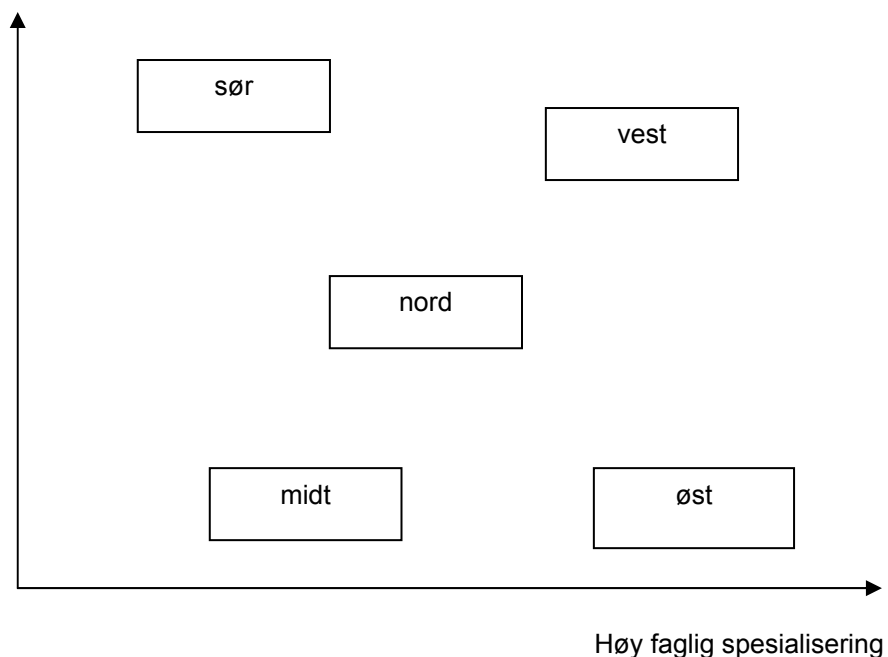 sør
vest
nord
midt
øst
Høy faglig spesialisering